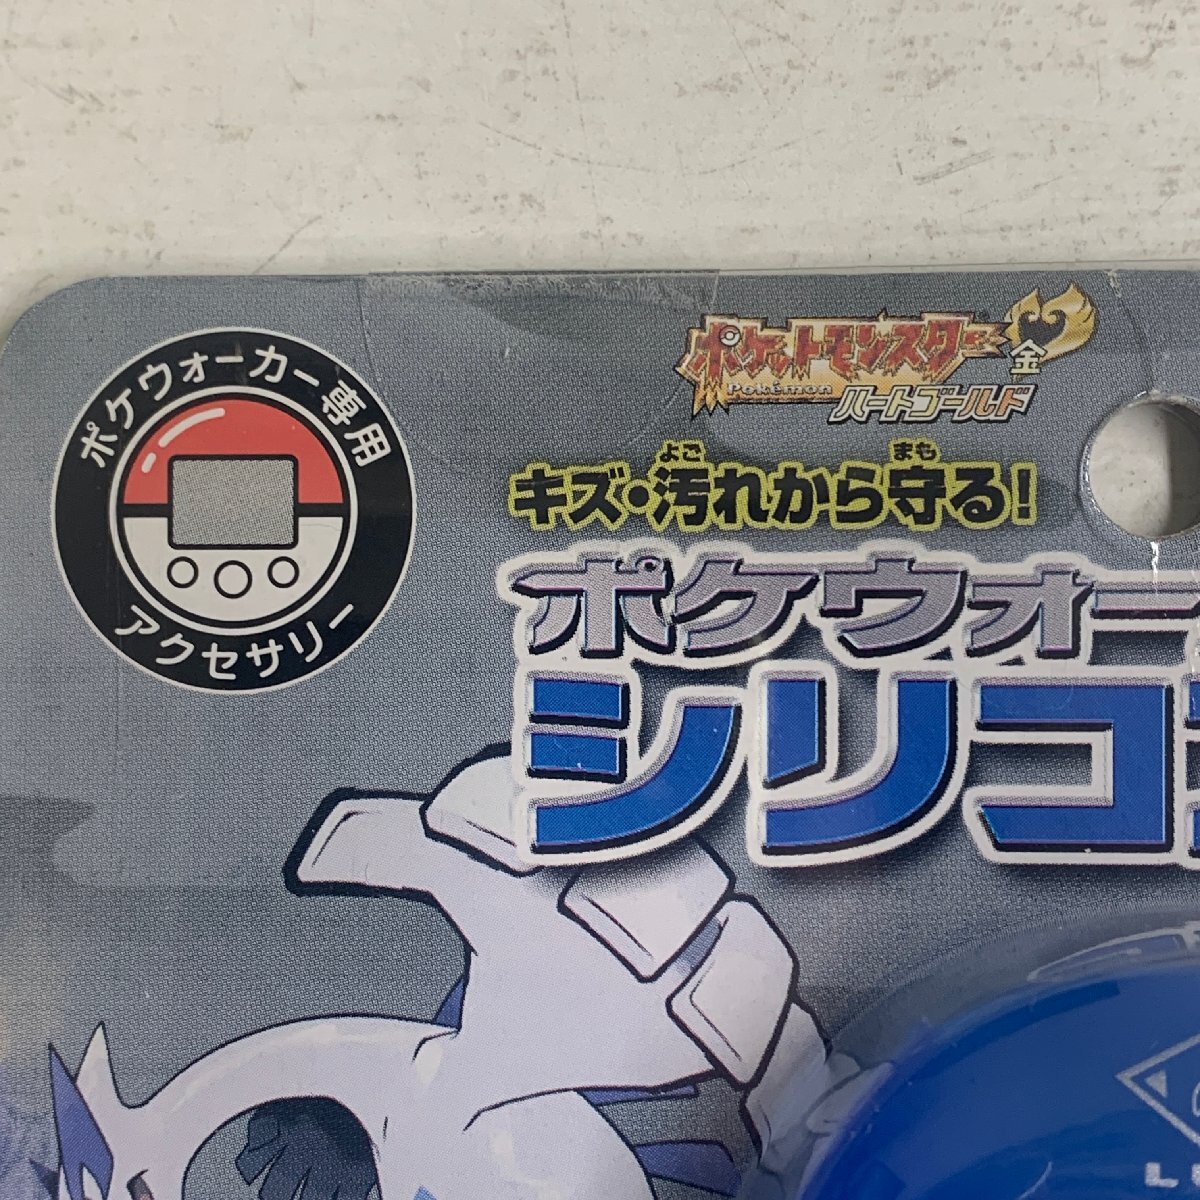 ポケウォーカー専用
アクセサリー
ポケットモンスター
金
Pokémon
ハートゴールド
よご まも
キズ・汚れから守る!
ポケウォー
シリコ
L